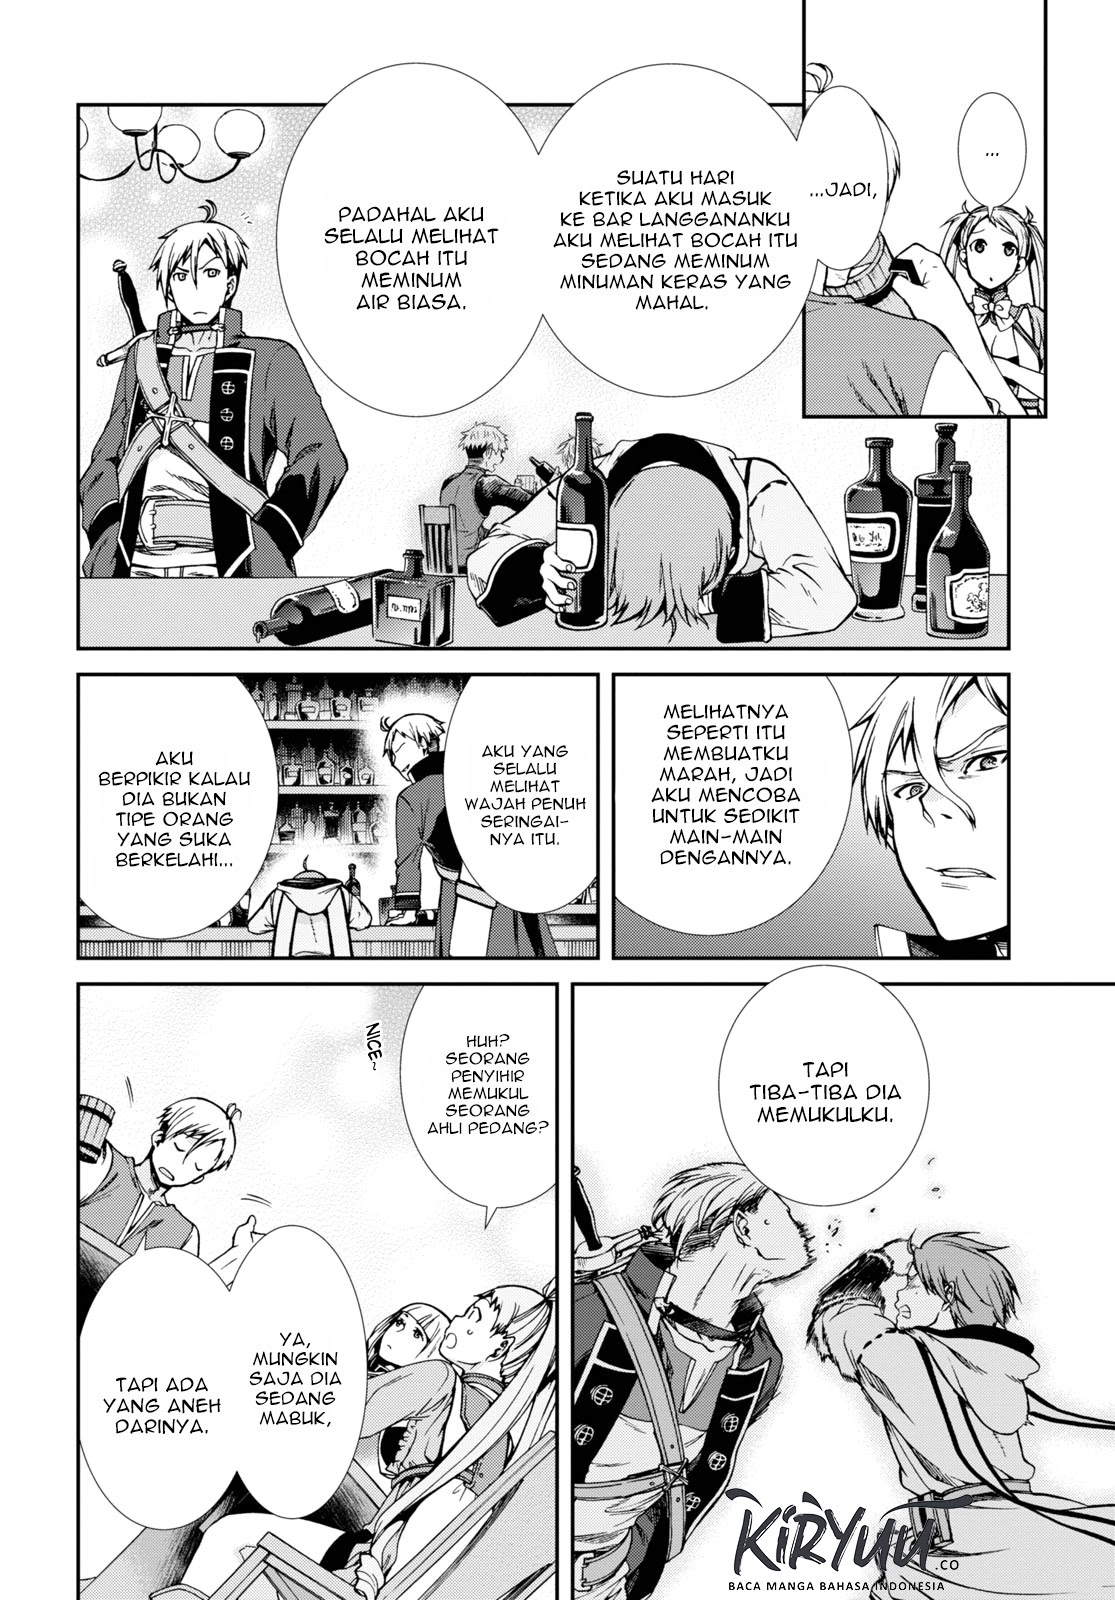 ...
...JADI,
SUATU HARI
KETIKA AKU MASUK
KE BAR LANGGANANKU
AKU MELIHAT BOCAH ITU
SEDANG MEMINUM
MINUMAN KERAS YANG
MAHAL.
PADAHAL AKU
SELALU MELIHAT
BOCAH ITU
MEMINUM
AIR BIASA.
MELIHATNYA
SEPERTI ITU
MEMBUATKU
MARAH, JADI
AKU MENCOBA
UNTUK SEDIKIT
MAIN-MAIN
DENGANNYA.
AKU YANG
SELALU
MELIHAT
WAJAH PENUH
SERINGAI-
NYA ITU.
AKU
BERPIKIR KALAU
DIA BUKAN
TIPE ORANG
YANG SUKA
BERKELAHI...
TAPI
TIBA-TIBA DIA
MEMUKULKU.
HUH?
SEORANG
PENYIHIR
MEMUKUL
SEORANG
AHLI PEDANG?
NICE~
YA,
MUNGKIN
SAJA DIA
SEDANG
MABUK,
TAPI ADA
YANG ANEH
DARINYA.
KIRYUU.CO
BACA MANGA BAHASA INDONESIA